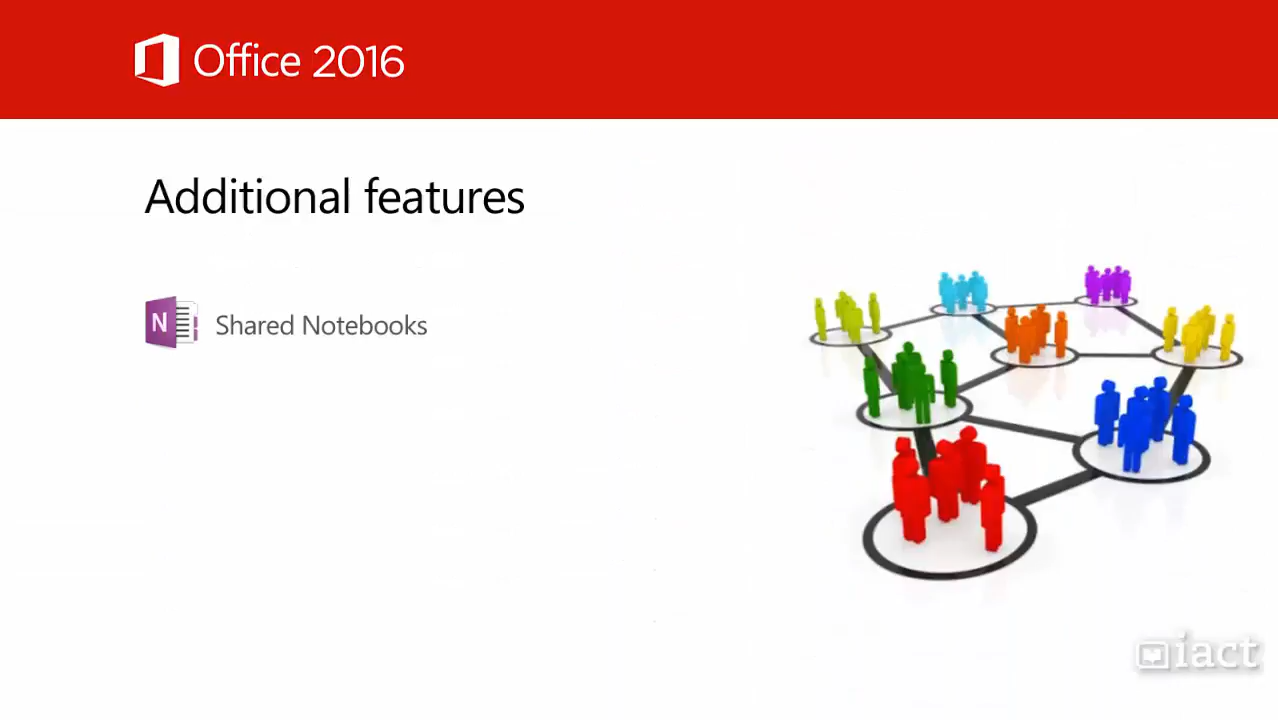 Office 2016
Additional features
N
Shared Notebooks
iact